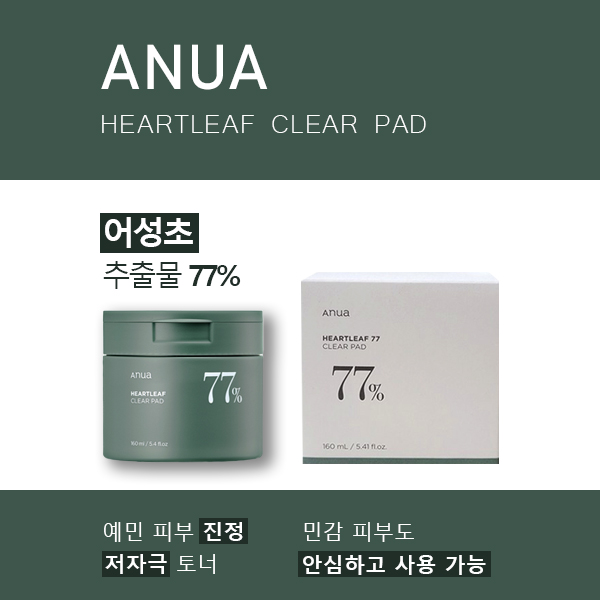 ANUA
HEARTLEAF CLEAR PAD
어성초
추출물 77%
Anua
HEARTLEAF
CLEAR PAD
77%
160 ml / 5.4 fl.oz
Anua
HEARTLEAF 77
CLEAR PAD
77%
160 mL / 5.41 fl.oz.
예민 피부 진정
저자극 토너
민감 피부도
안심하고 사용 가능